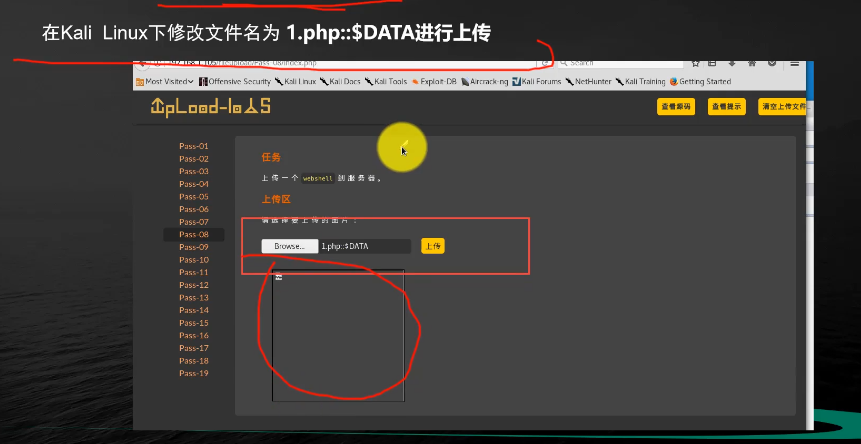 在Kali Linux下修改文件名为 1.php::$DATA进行上传
Search
Most Visited Offensive Security Kali Linux Kali Docs Kali Tools Exploit-DB Aircrack-ng Kali Forums NetHunter Kali Training Getting Started
UpLoad-labs
查看源码 查看提示 清空上传文件
Pass-01
Pass-02
Pass-03
Pass-04
Pass-05
Pass-06
Pass-07
Pass-08
Pass-09
Pass-10
Pass-11
Pass-12
Pass-13
Pass-14
Pass-15
Pass-16
Pass-17
Pass-18
Pass-19
任务
上传一个 webshell 到服务器。
上传区
请选择要上传的图片：
Browse... 1.php::$DATA 上传